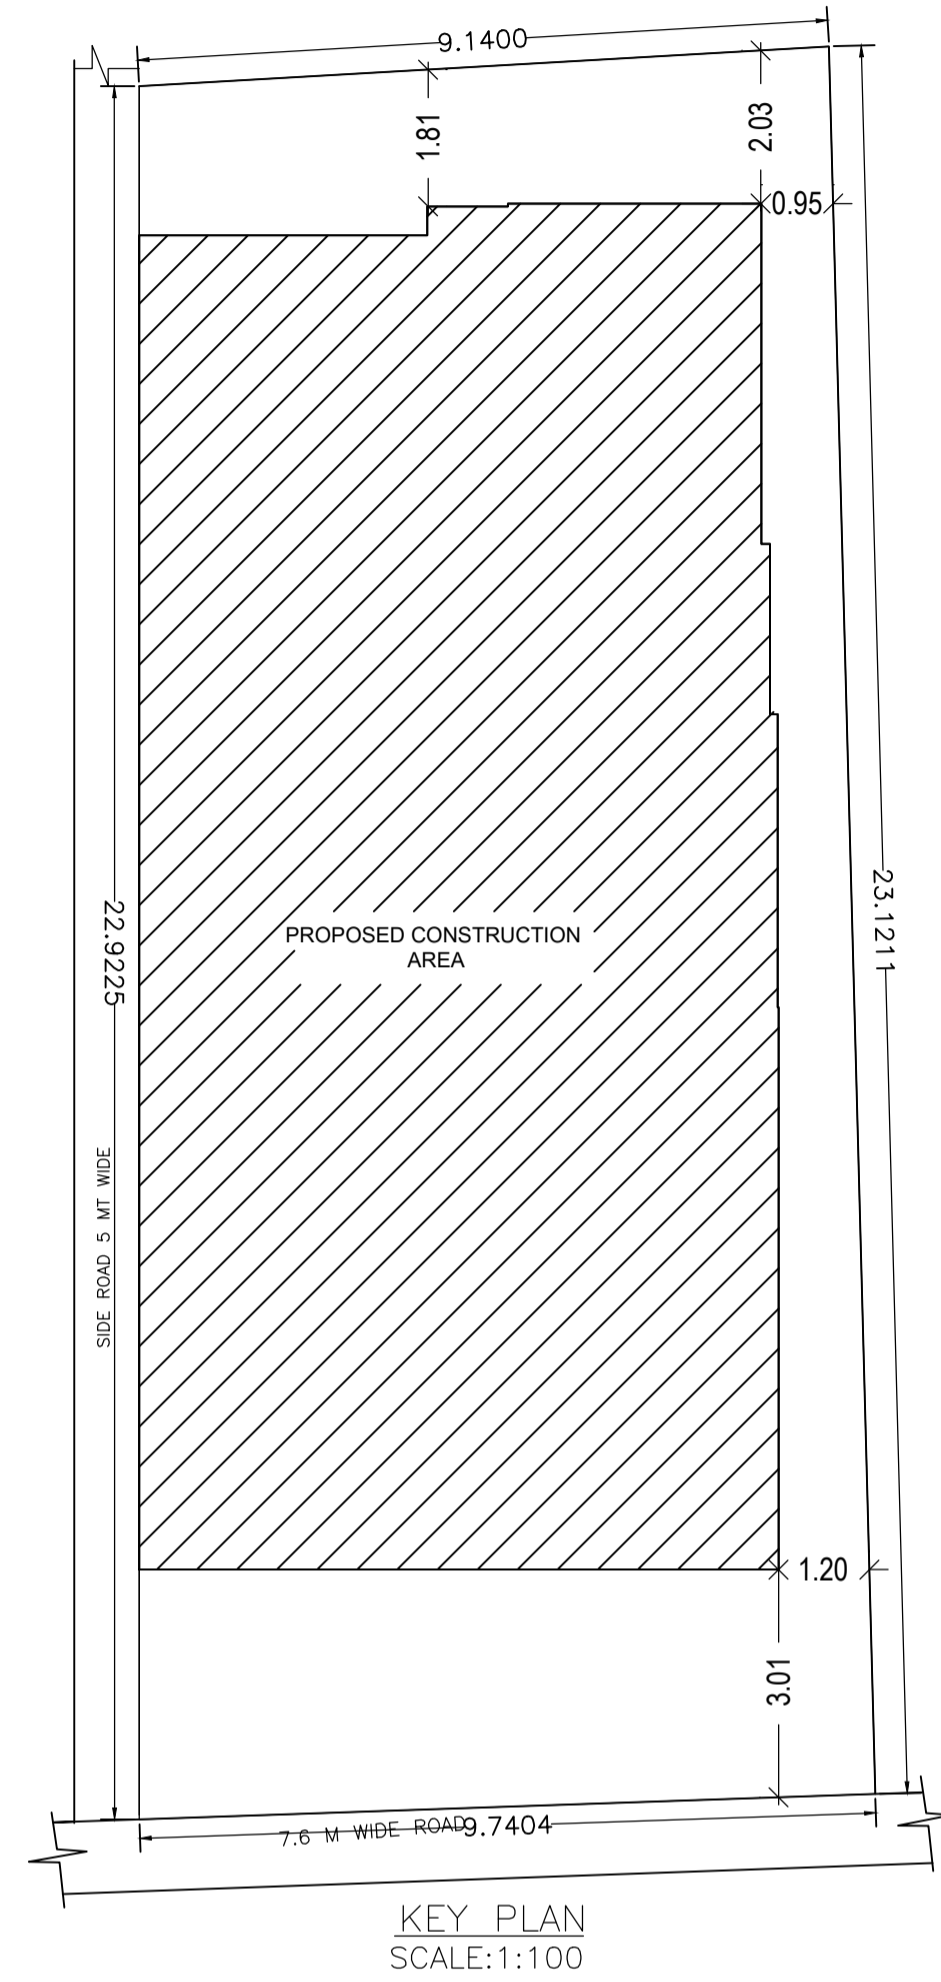 9.1400
1.81
2.03
0.95
PROPOSED CONSTRUCTION
AREA
22.9225
23.1211
SIDE ROAD 5 MT WIDE
1.20
3.01
7.6 M WIDE ROAD
9.7404
KEY PLAN
SCALE:1:100